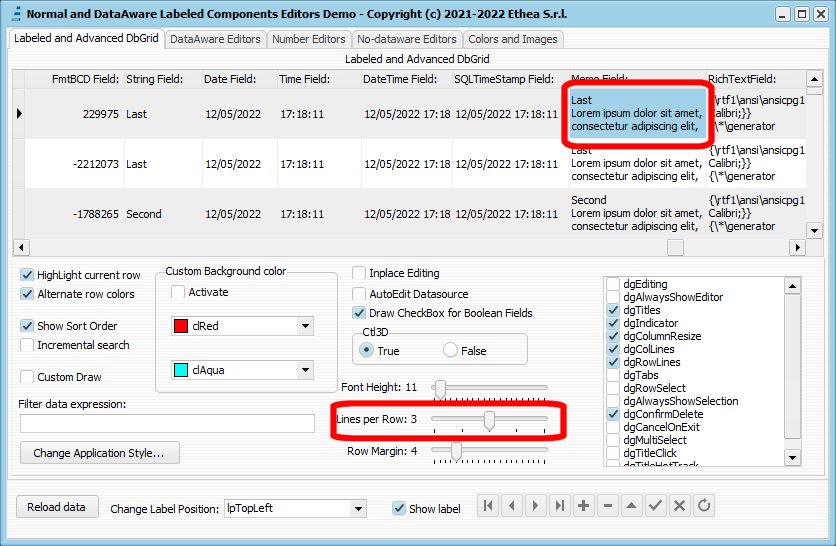 Normal and DataAware Labeled Components Editors Demo - Copyright (c) 2021-2022 Ethea S.r.l.
Labeled and Advanced DbGrid DataAware Editors Number Editors No-dataware Editors Colors and Images
Labeled and Advanced DbGrid
FmtBCD Field: String Field: Date Field: Time Field: DateTime Field: SQLTimeStamp Field: Memo Field: RichTextField:
229975 Last 12/05/2022 17:18:11 12/05/2022 17:18 12/05/2022 17:18:11
Last
Lorem ipsum dolor sit amet,
consectetur adipiscing elit,
{\rtf1\ansi\ansicpg1
Calibri;}}
{\*\generator
-2212073 Last 12/05/2022 17:18:11 12/05/2022 17:18 12/05/2022 17:18:11
Last
Lorem ipsum dolor sit amet,
consectetur adipiscing elit,
{\rtf1\ansi\ansicpg1
Calibri;}}
{\*\generator
-1788265 Second 12/05/2022 17:18:11 12/05/2022 17:18 12/05/2022 17:18:11
Second
Lorem ipsum dolor sit amet,
consectetur adipiscing elit,
{\rtf1\ansi\ansicpg1
Calibri;}}
{\*\generator
HighLight current row
Alternate row colors
Show Sort Order
Incremental search
Custom Draw
Filter data expression:
Change Application Style...
Custom Background color
Activate
clRed
clAqua
Inplace Editing
AutoEdit Datasource
Draw CheckBox for Boolean Fields
Ctl3D
True False
Font Height: 11
Lines per Row: 3
Row Margin: 4
dgEditing
dgAlwaysShowEditor
dgTitles
dgIndicator
dgColumnResize
dgColLines
dgRowLines
dgTabs
dgRowSelect
dgAlwaysShowSelection
dgConfirmDelete
dgCancelOnExit
dgMultiSelect
dgTitleClick
dgTitleHotTrack
Reload data Change Label Position: lpTopLeft Show label